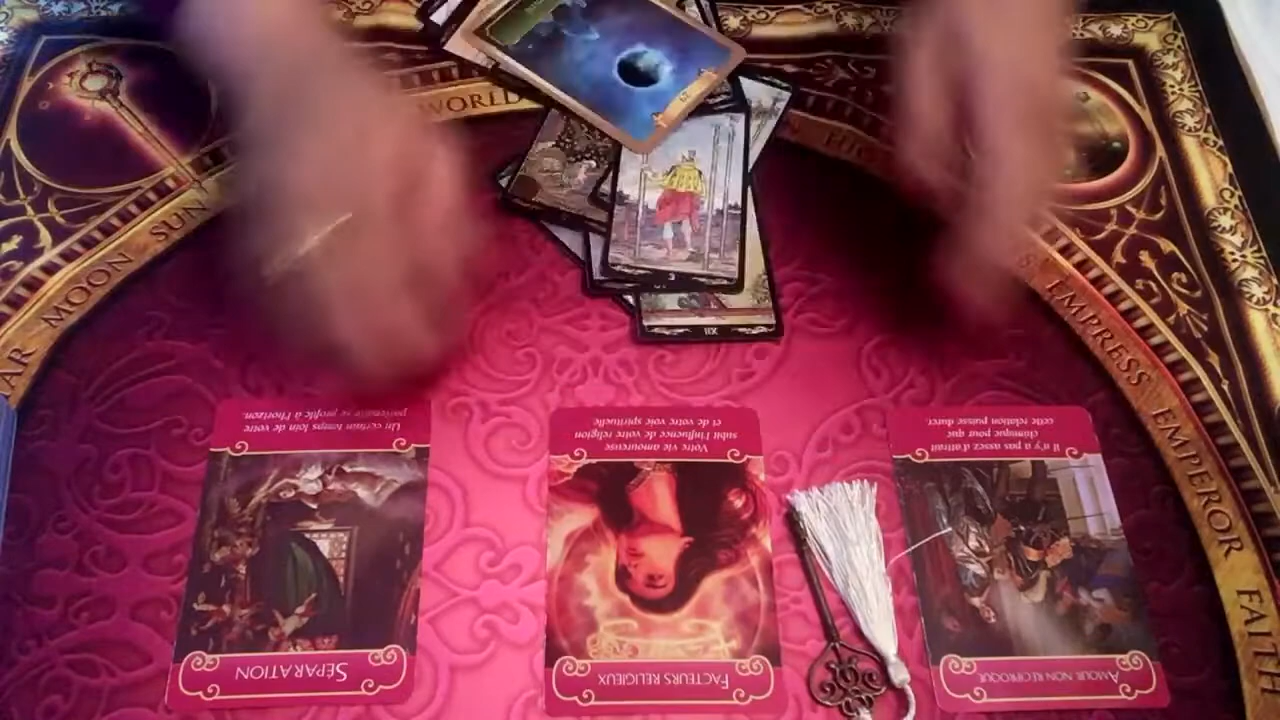 WORLD
SUN
MOON
AR
EMPRESS
EMPEROR
FAITH
XII
Un certain temps loin de votre
partenaire se profile à l'horizon.
SÉPARATION
Votre vie amoureuse
subit l'influence de votre religion
et de votre voie spirituelle.
FACTEURS RELIGIEUX
Il n'y a pas assez d'attrait
chimique pour que
cette relation puisse durer.
AMOUR NON RÉCIPROQUE